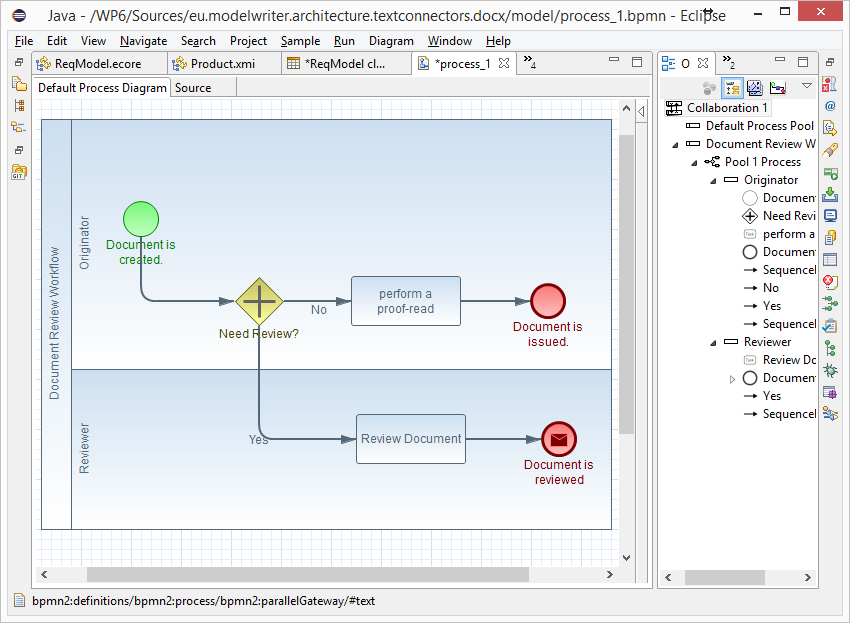 Java - /WP6/Sources/eu.modelwriter.architecture.textconnectors.docx/model/process_1.bpmn - Eclipse
File Edit View Navigate Search Project Sample Run Diagram Window Help
ReqModel.ecore Product.xmi *ReqModel cl... *process_1 »4 O »2
Default Process Diagram Source
Document Review Workflow
Originator
Document is
created.
Need Review?
No
perform a
proof-read
Document is
issued.
Reviewer
Yes
Review Document
Document is
reviewed
Collaboration 1
Default Process Pool
Document Review W
Pool 1 Process
Originator
Document
Need Revi
perform a
Document
Sequencel
No
Yes
Sequencel
Reviewer
Review Dc
Document
Yes
Sequencel
GIT
bpmn2:definitions/bpmn2:process/bpmn2:parallelGateway/#text